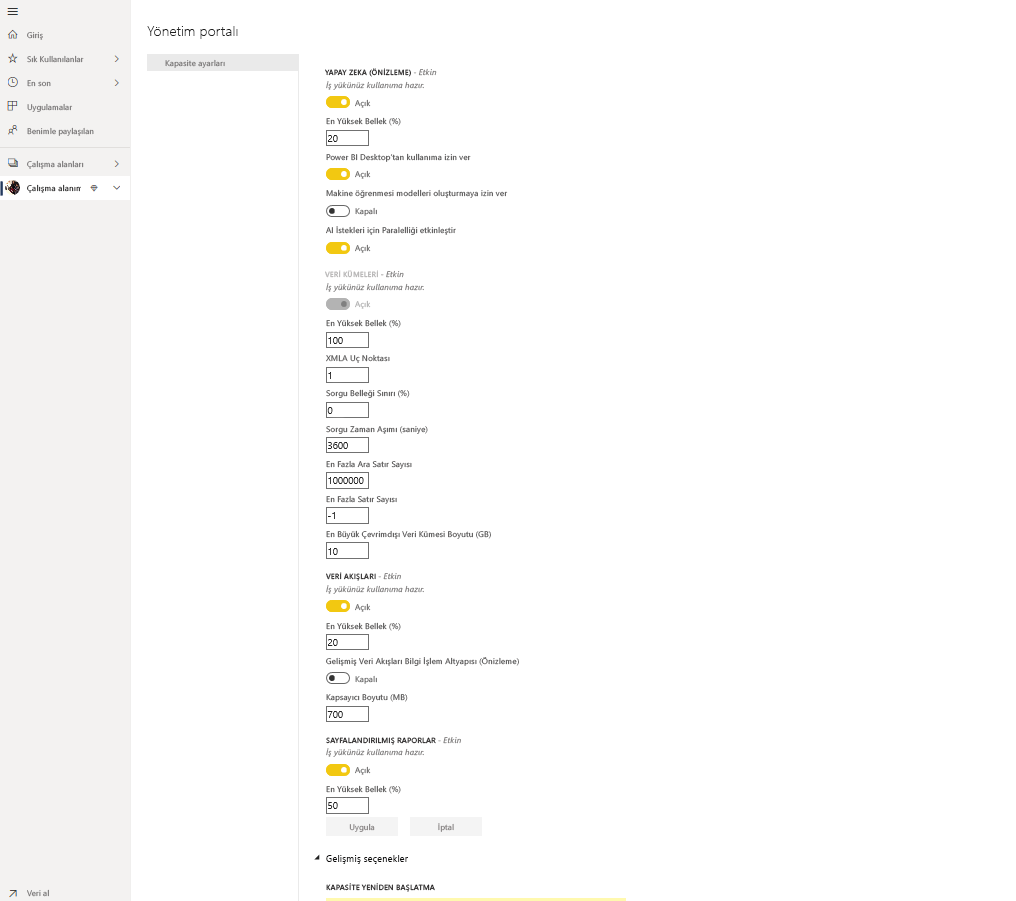 Giriş
Sık Kullanılanlar
En son
Uygulamalar
Benimle paylaşılan
Çalışma alanları
Çalışma alanım
Veri al
Yönetim portalı
Kapasite ayarları
YAPAY ZEKA (ÖNİZLEME) - Etkin
İş yükünüz kullanıma hazır.
Açık
En Yüksek Bellek (%)
20
Power BI Desktop'tan kullanıma izin ver
Açık
Makine öğrenmesi modelleri oluşturmaya izin ver
Kapalı
AI İstekleri için Paralelliği etkinleştir
Açık
VERİ KÜMELERİ - Etkin
İş yükünüz kullanıma hazır.
Açık
En Yüksek Bellek (%)
100
XMLA Uç Noktası
1
Sorgu Belleği Sınırı (%)
0
Sorgu Zaman Aşımı (saniye)
3600
En Fazla Ara Satır Sayısı
1000000
En Fazla Satır Sayısı
-1
En Büyük Çevrimdışı Veri Kümesi Boyutu (GB)
10
VERİ AKIŞLARI - Etkin
İş yükünüz kullanıma hazır.
Açık
En Yüksek Bellek (%)
20
Gelişmiş Veri Akışları Bilgi İşlem Altyapısı (Önizleme)
Kapalı
Kapsayıcı Boyutu (MB)
700
SAYFALANDIRILMIŞ RAPORLAR - Etkin
İş yükünüz kullanıma hazır.
Açık
En Yüksek Bellek (%)
50
Uygula İptal
Gelişmiş seçenekler
KAPASİTE YENİDEN BAŞLATMA